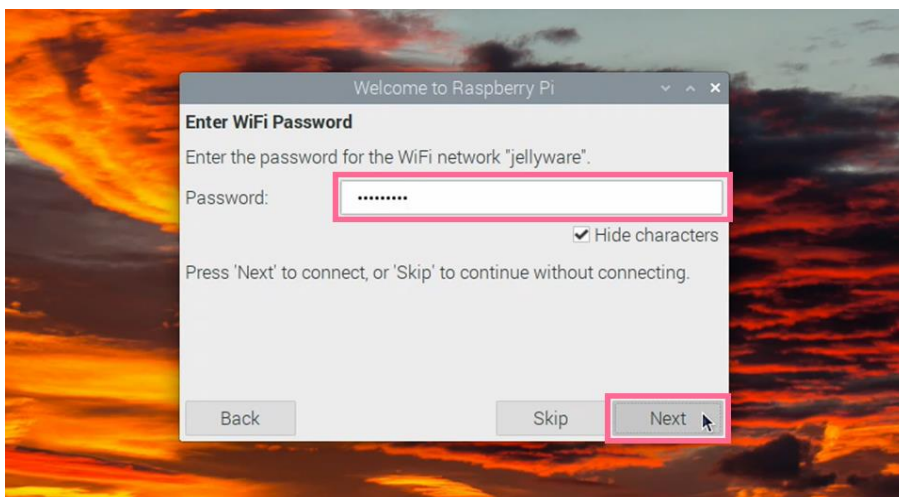 Welcome to Raspberry Pi
Enter WiFi Password
Enter the password for the WiFi network "jellyware".
Password: •••••••••
Hide characters
Press 'Next' to connect, or 'Skip' to continue without connecting.
Back Skip Next